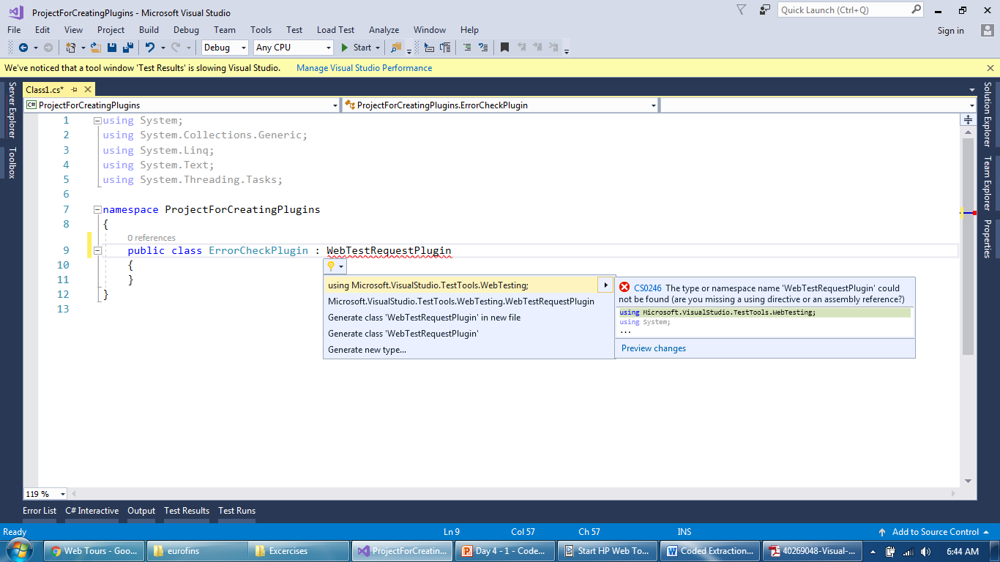 ProjectForCreatingPlugins - Microsoft Visual Studio
Quick Launch (Ctrl+Q)
File Edit View Project Build Debug Team Tools Test Load Test Analyze Window Help
Sign in
Debug Any CPU Start
We've noticed that a tool window 'Test Results' is slowing Visual Studio. Manage Visual Studio Performance
Server Explorer
Toolbox
Class1.cs*
C# ProjectForCreatingPlugins
ProjectForCreatingPlugins.ErrorCheckPlugin
1 using System;
2 using System.Collections.Generic;
3 using System.Linq;
4 using System.Text;
5 using System.Threading.Tasks;
6
7 namespace ProjectForCreatingPlugins
8 {
0 references
9 public class ErrorCheckPlugin : WebTestRequestPlugin
10 {
11 }
12 }
13
using Microsoft.VisualStudio.TestTools.WebTesting;
Microsoft.VisualStudio.TestTools.WebTesting.WebTestRequestPlugin
Generate class 'WebTestRequestPlugin' in new file
Generate class 'WebTestRequestPlugin'
Generate new type...
CS0246 The type or namespace name 'WebTestRequestPlugin' could
not be found (are you missing a using directive or an assembly reference?)
using Microsoft.VisualStudio.TestTools.WebTesting;
using System;
...
Preview changes
Solution Explorer
Team Explorer
Properties
119 %
Error List C# Interactive Output Test Results Test Runs
Ready Ln 9 Col 57 Ch 57 INS Add to Source Control
Web Tours - Goo... eurofins Excercises ProjectForCreatin... Day 4 - 1 - Code... Start HP Web To... Coded Extraction... 40269048-Visual-... 6:44 AM